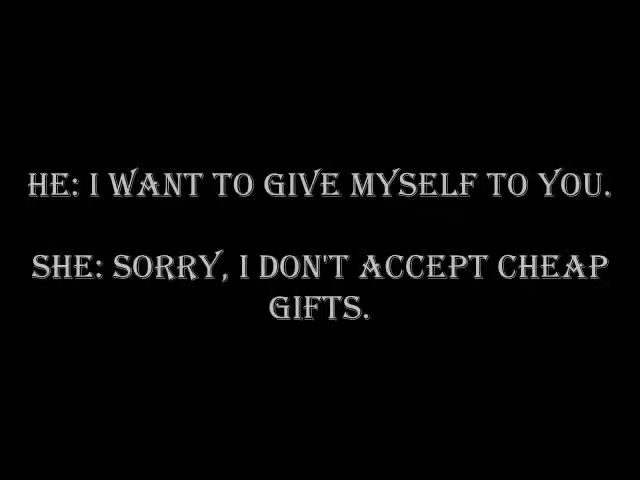 HE: I WANT TO GIVE MYSELF TO YOU.
SHE: SORRY, I DON'T ACCEPT CHEAP
GIFTS.